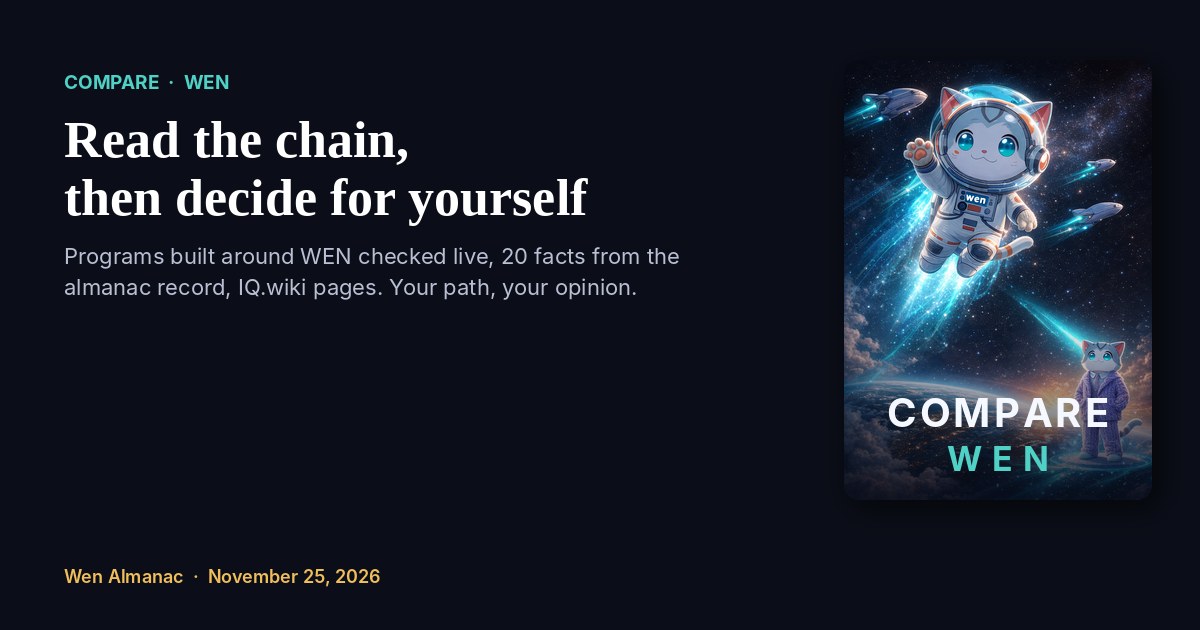 COMPARE · WEN
Read the chain,
then decide for yourself
Programs built around WEN checked live, 20 facts from the
almanac record, IQ.wiki pages. Your path, your opinion.
Wen Almanac · November 25, 2026
wen
COMPARE
WEN